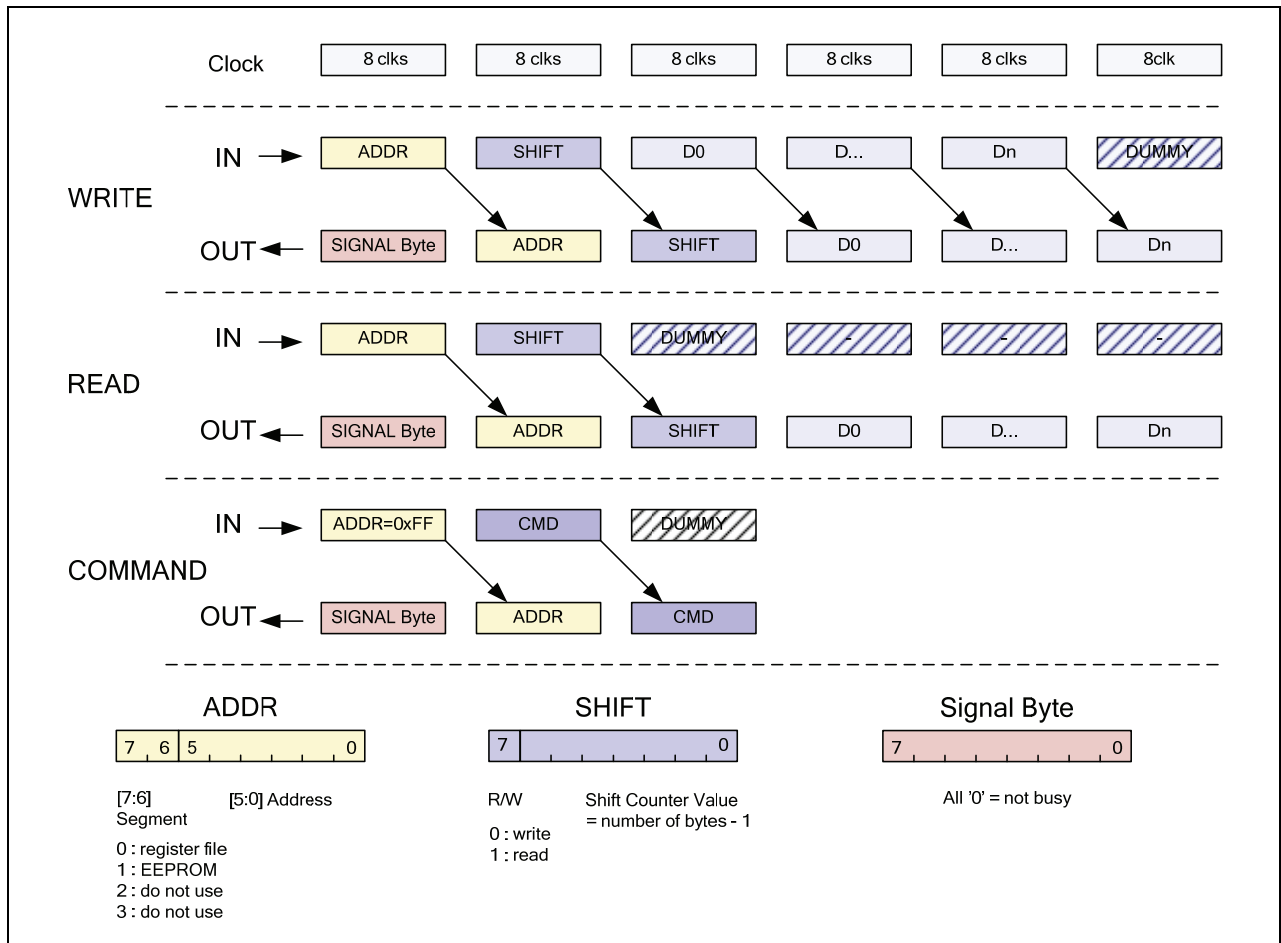 Clock 8 clks 8 clks 8 clks 8 clks 8 clks 8clk
IN ADDR SHIFT D0 D... Dn DUMMY
WRITE
OUT SIGNAL Byte ADDR SHIFT D0 D... Dn
IN ADDR SHIFT DUMMY - - -
READ
OUT SIGNAL Byte ADDR SHIFT D0 D... Dn
IN ADDR=0xFF CMD DUMMY
COMMAND
OUT SIGNAL Byte ADDR CMD
ADDR SHIFT Signal Byte
7 6 5 0 7 0 7 0
[7:6] [5:0] Address R/W Shift Counter Value All '0' = not busy
Segment = number of bytes - 1
0 : register file 0 : write
1 : EEPROM 1 : read
2 : do not use
3 : do not use